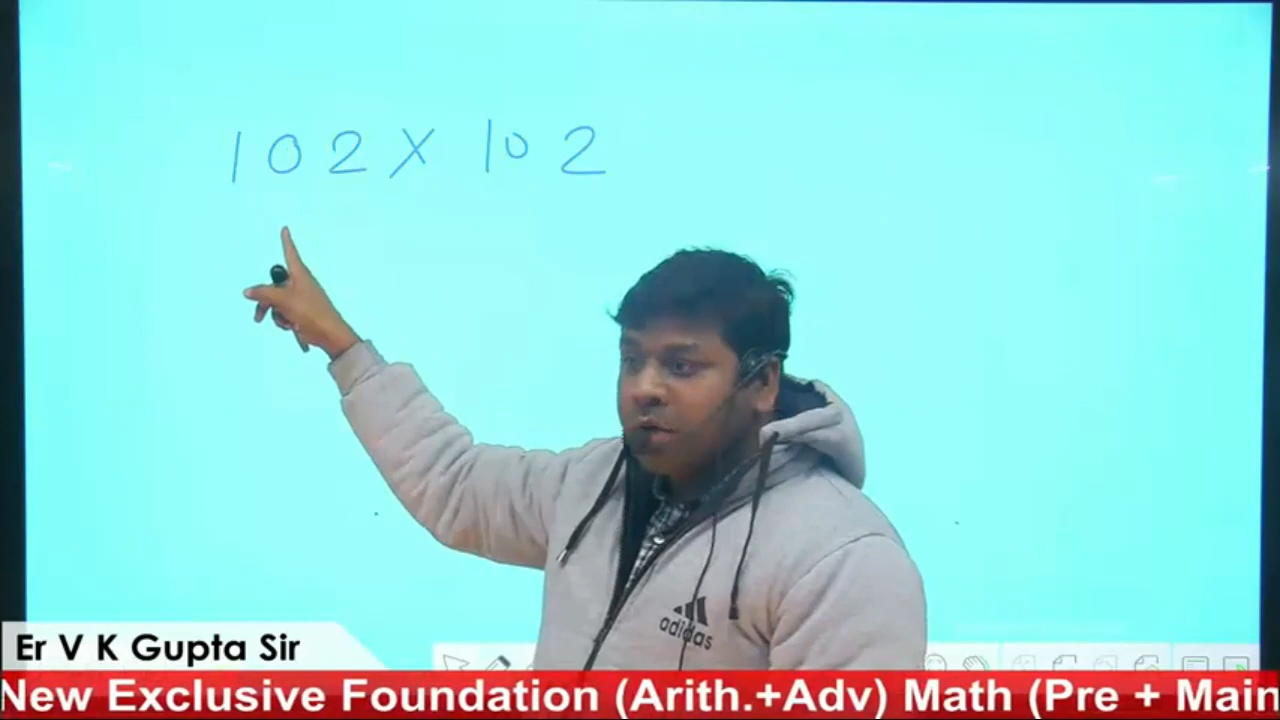 102 X 102
adidas
Er V K Gupta Sir
New Exclusive Foundation (Arith.+Adv) Math (Pre + Main